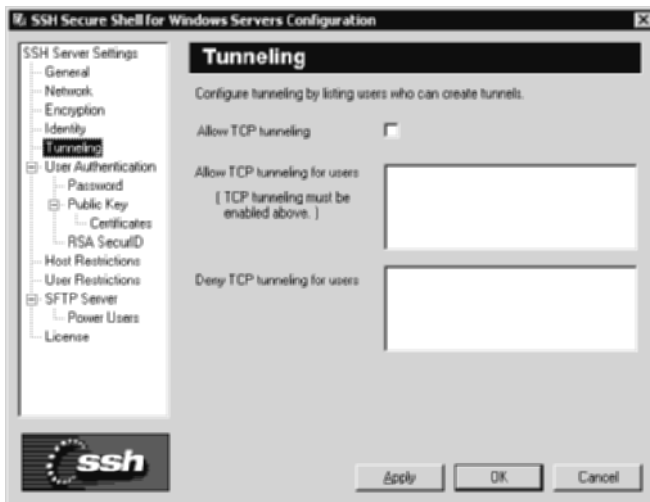 SSH Secure Shell for Windows Servers Configuration
SSH Server Settings
General
Network
Encryption
Identity
Tunneling
User Authentication
Password
Public Key
Certificates
RSA SecurID
Host Restrictions
User Restrictions
SFTP Server
Power Users
License
ssh
Tunneling
Configure tunneling by listing users who can create tunnels.
Allow TCP tunneling
Allow TCP tunneling for users
( TCP tunneling must be
enabled above. )
Deny TCP tunneling for users
Apply
OK
Cancel